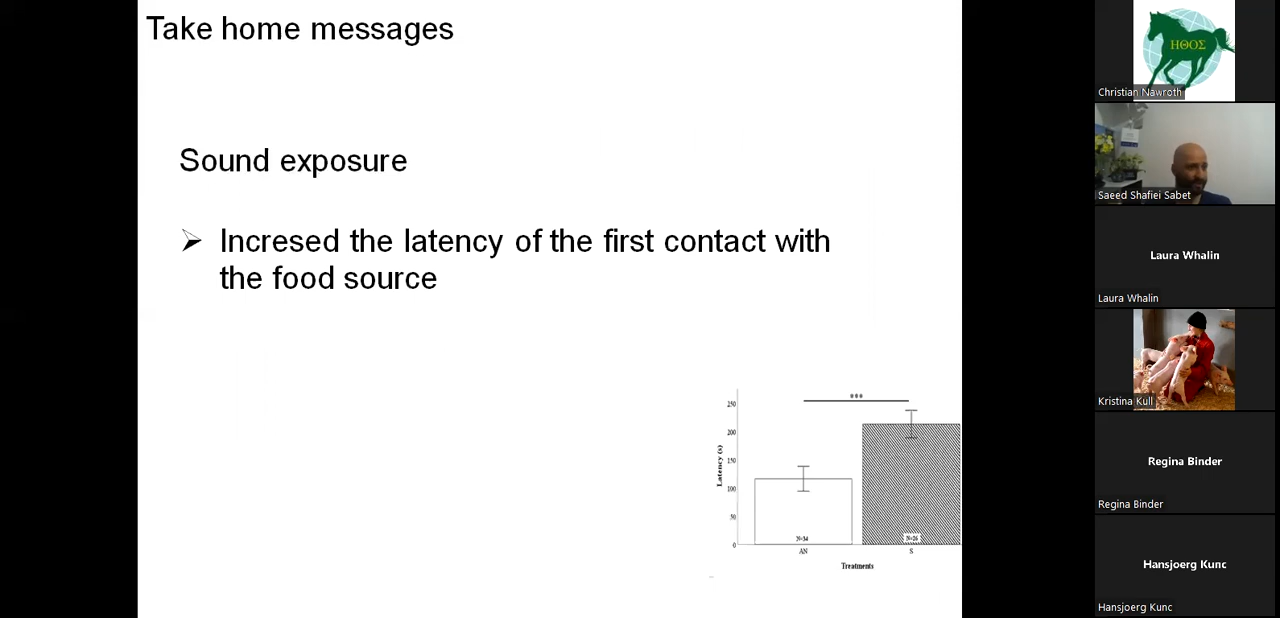 Take home messages
Sound exposure
➢ Incresed the latency of the first contact with
the food source
***
250
200
150
100
50
0
Latency (s)
N=34
N=26
AN
S
Treatments
ΗΘΟΣ
Christian Nawroth
Saeed Shafiei Sabet
Laura Whalin
Laura Whalin
Kristina Kull
Regina Binder
Regina Binder
Hansjoerg Kunc
Hansjoerg Kunc